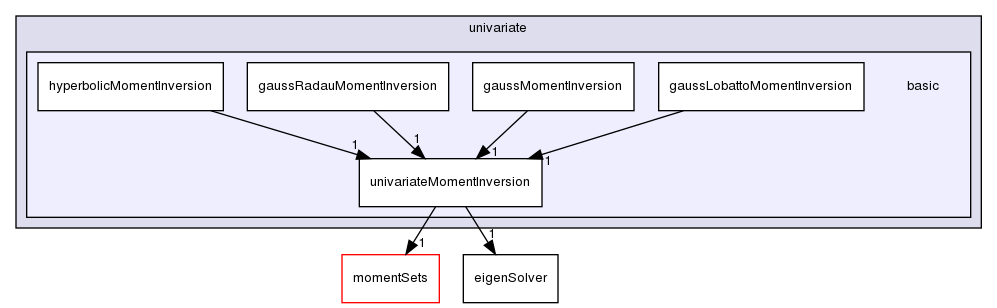 univariate
hyperbolicMomentInversion
gaussRadauMomentInversion
gaussMomentInversion
gaussLobattoMomentInversion
basic
1
1
1
1
univariateMomentInversion
1
1
momentSets
eigenSolver